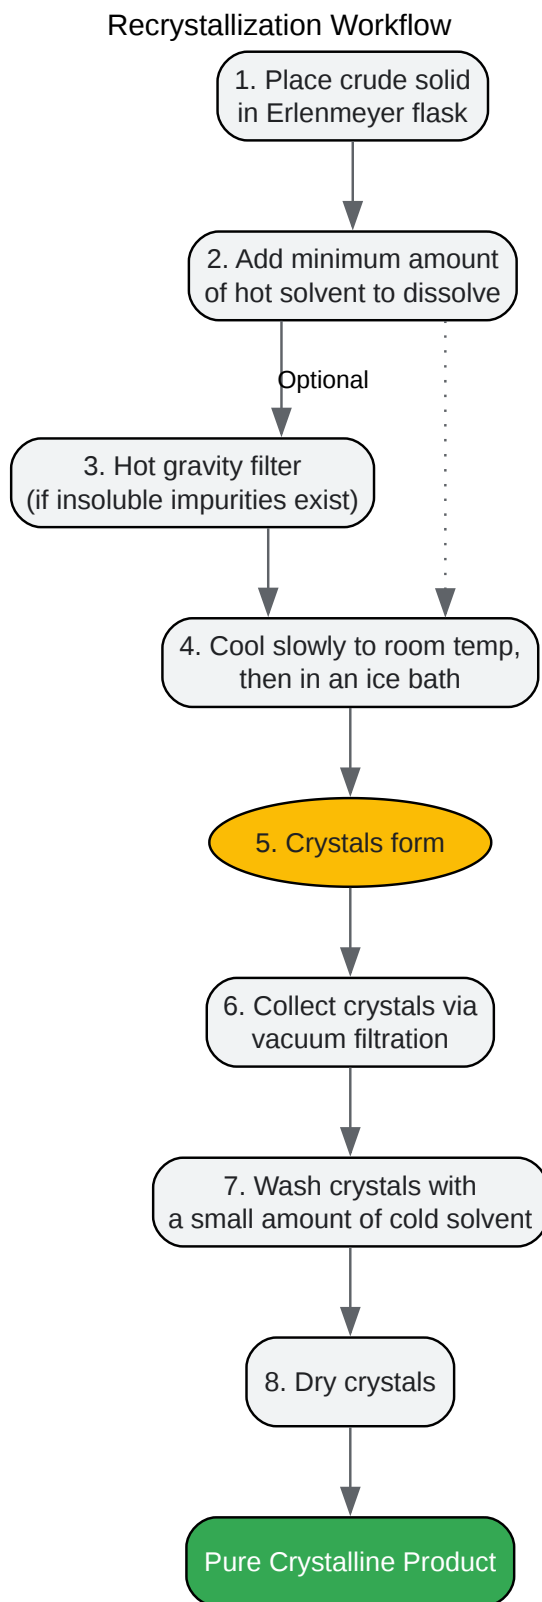 Recrystallization Workflow
1. Place crude solid
in Erlenmeyer flask
2. Add minimum amount
of hot solvent to dissolve
Optional
3. Hot gravity filter
(if insoluble impurities exist)
4. Cool slowly to room temp,
then in an ice bath
5. Crystals form
6. Collect crystals via
vacuum filtration
7. Wash crystals with
a small amount of cold solvent
8. Dry crystals
Pure Crystalline Product